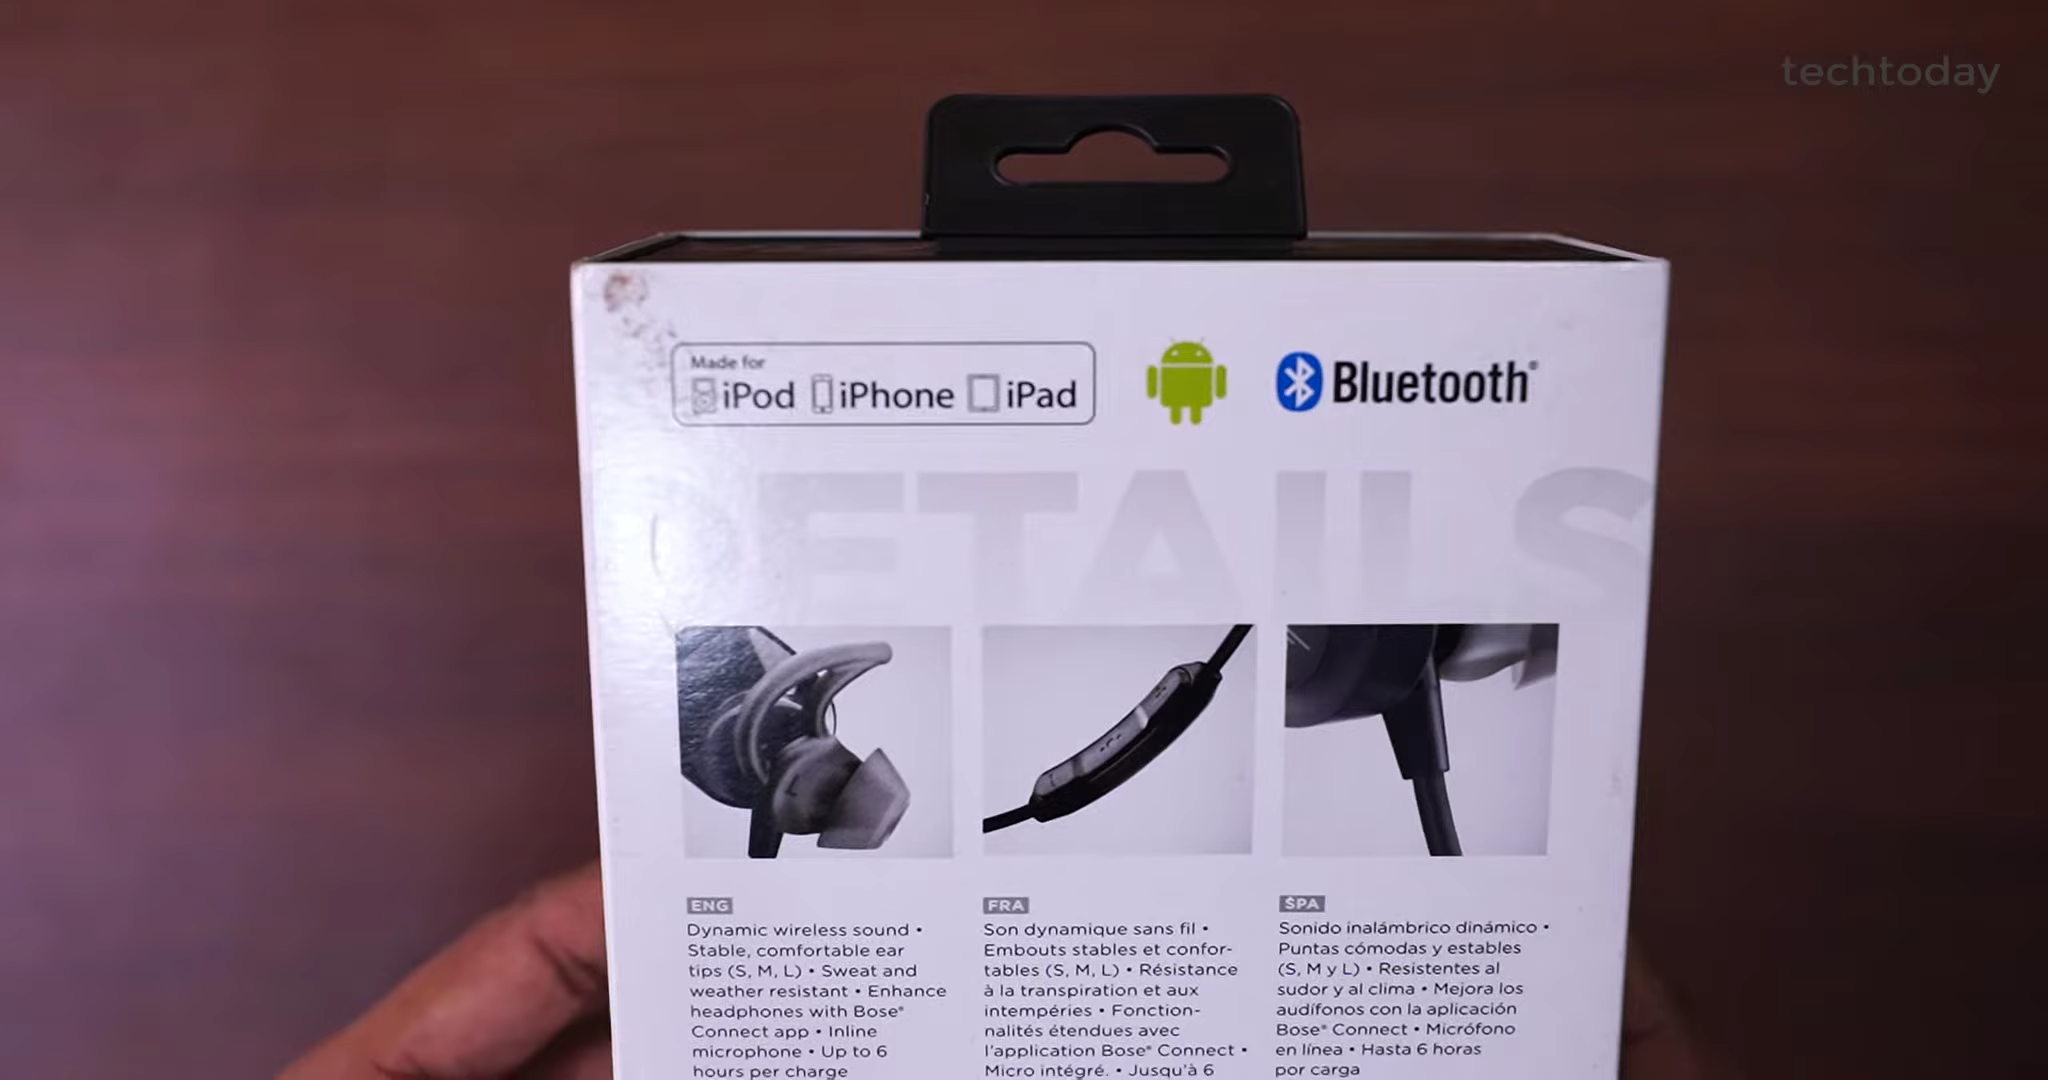 techtoday
Made for
iPod iPhone iPad
Bluetooth®
ETAILS
ENG
Dynamic wireless sound •
Stable, comfortable ear
tips (S, M, L) • Sweat and
weather resistant • Enhance
headphones with Bose®
Connect app • Inline
microphone • Up to 6
hours per charge
FRA
Son dynamique sans fil •
Embouts stables et confor-
tables (S, M, L) • Résistance
à la transpiration et aux
intempéries • Fonction-
nalités étendues avec
l'application Bose® Connect •
Micro intégré. • Jusqu'à 6
SPA
Sonido inalámbrico dinámico •
Puntas cómodas y estables
(S, M y L) • Resistentes al
sudor y al clima • Mejora los
audífonos con la aplicación
Bose® Connect • Micrófono
en línea • Hasta 6 horas
por carga